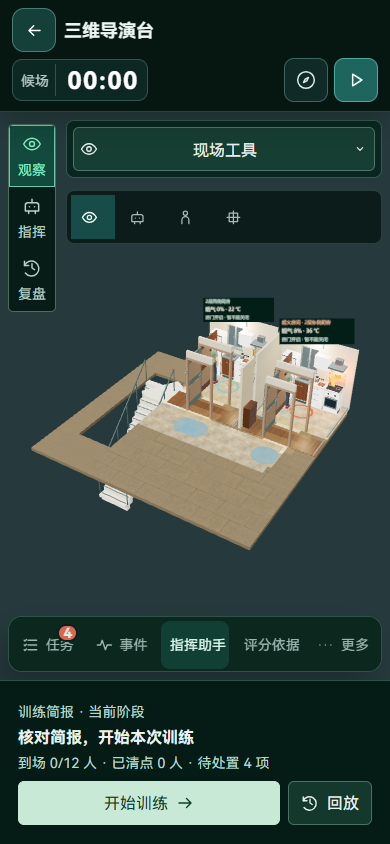 三维导演台
候场 00:00
现场工具
观察
指挥
复盘
任务 4
事件
指挥助手
评分依据
··· 更多
训练简报 · 当前阶段
核对简报，开始本次训练
到场 0/12 人 · 已清点 0 人 · 待处置 4 项
开始训练 →
回放